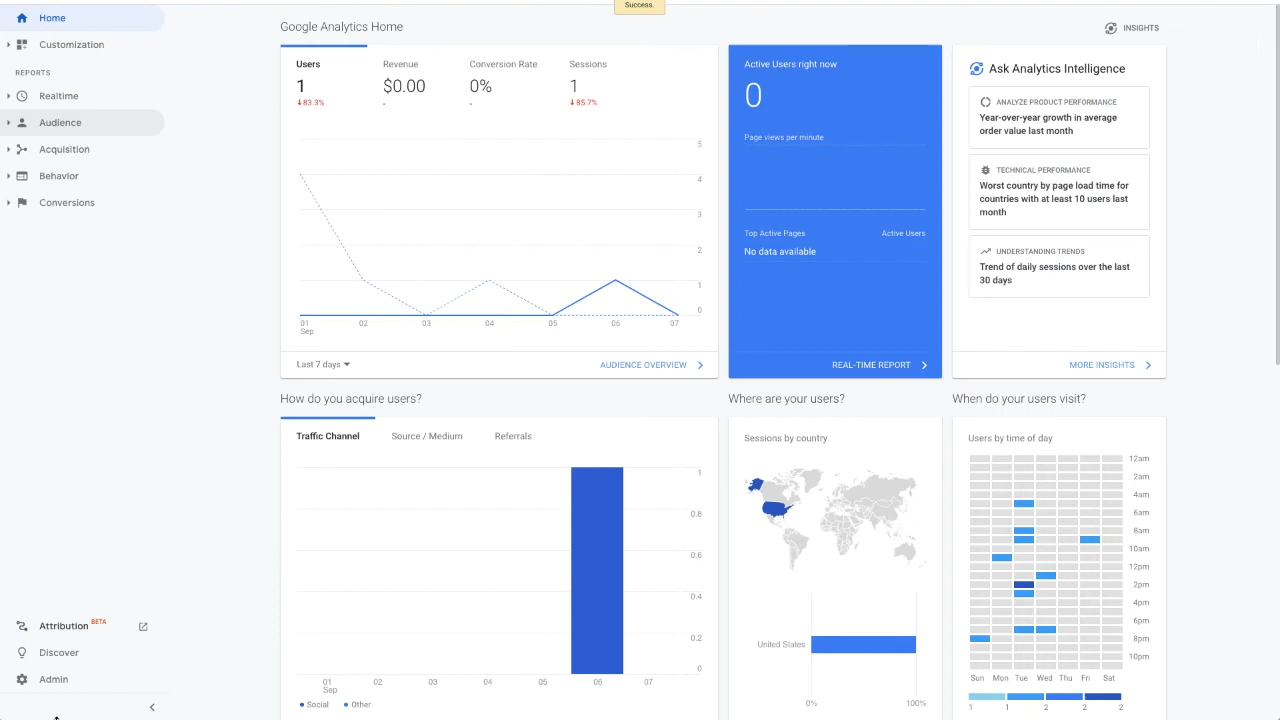 Success.
Home
Customization
REPORTS
Realtime
Audience
Acquisition
Behavior
Conversions
Attribution BETA
Discover
Admin
Google Analytics Home
INSIGHTS
Users
Revenue
Conversion Rate
Sessions
1
$0.00
0%
1
83.3%
-
-
85.7%
5
4
3
2
1
0
01 02 03 04 05 06 07
Sep
Last 7 days
AUDIENCE OVERVIEW
Active Users right now
0
Page views per minute
Top Active Pages
Active Users
No data available
REAL-TIME REPORT
Ask Analytics Intelligence
ANALYZE PRODUCT PERFORMANCE
Year-over-year growth in average
order value last month
TECHNICAL PERFORMANCE
Worst country by page load time for
countries with at least 10 users last
month
UNDERSTANDING TRENDS
Trend of daily sessions over the last
30 days
MORE INSIGHTS
How do you acquire users?
Traffic Channel
Source / Medium
Referrals
1
0.8
0.6
0.4
0.2
0
01 02 03 04 05 06 07
Sep
Social
Other
Where are your users?
Sessions by country
United States
0%
100%
When do your users visit?
Users by time of day
12am
2am
4am
6am
8am
10am
12pm
2pm
4pm
6pm
8pm
10pm
Sun Mon Tue Wed Thu Fri Sat
1 1 2 2 2